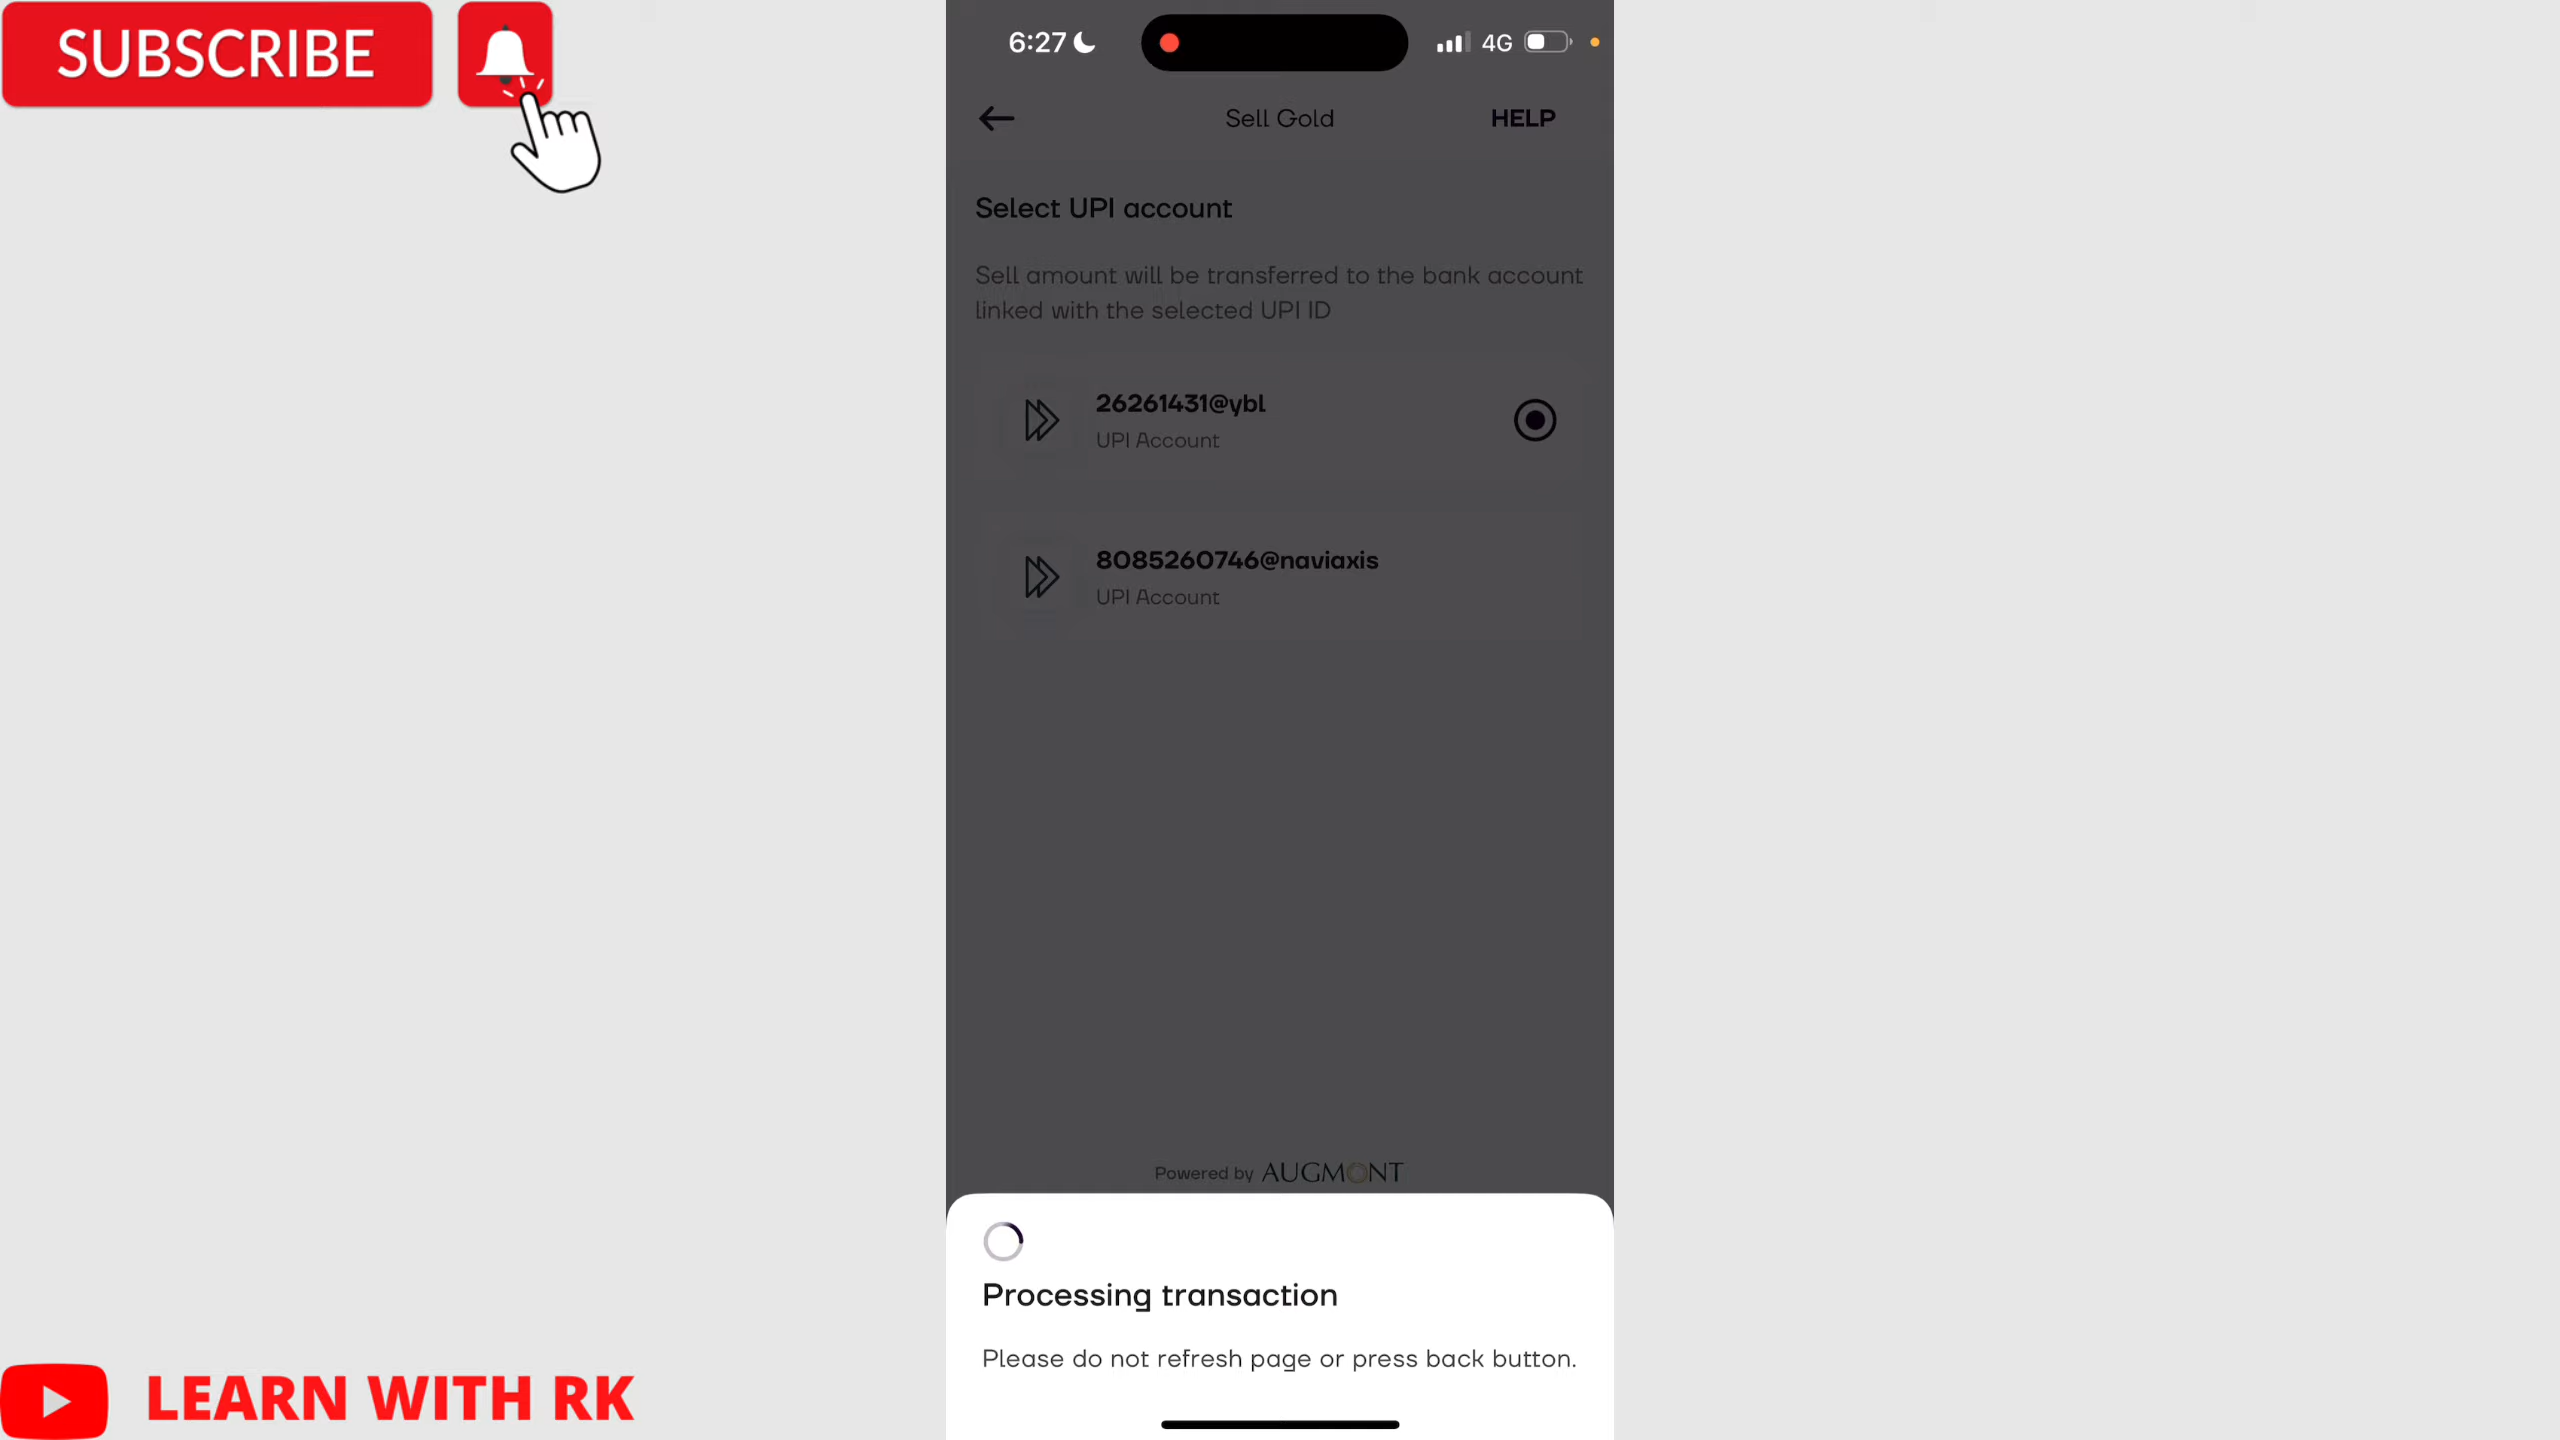 SUBSCRIBE
6:27
4G
Sell Gold
HELP
Select UPI account
Sell amount will be transferred to the bank account
linked with the selected UPI ID
26261431@ybl
UPI Account
8085260746@naviaxis
UPI Account
Powered by AUGMONT
Processing transaction
Please do not refresh page or press back button.
LEARN WITH RK